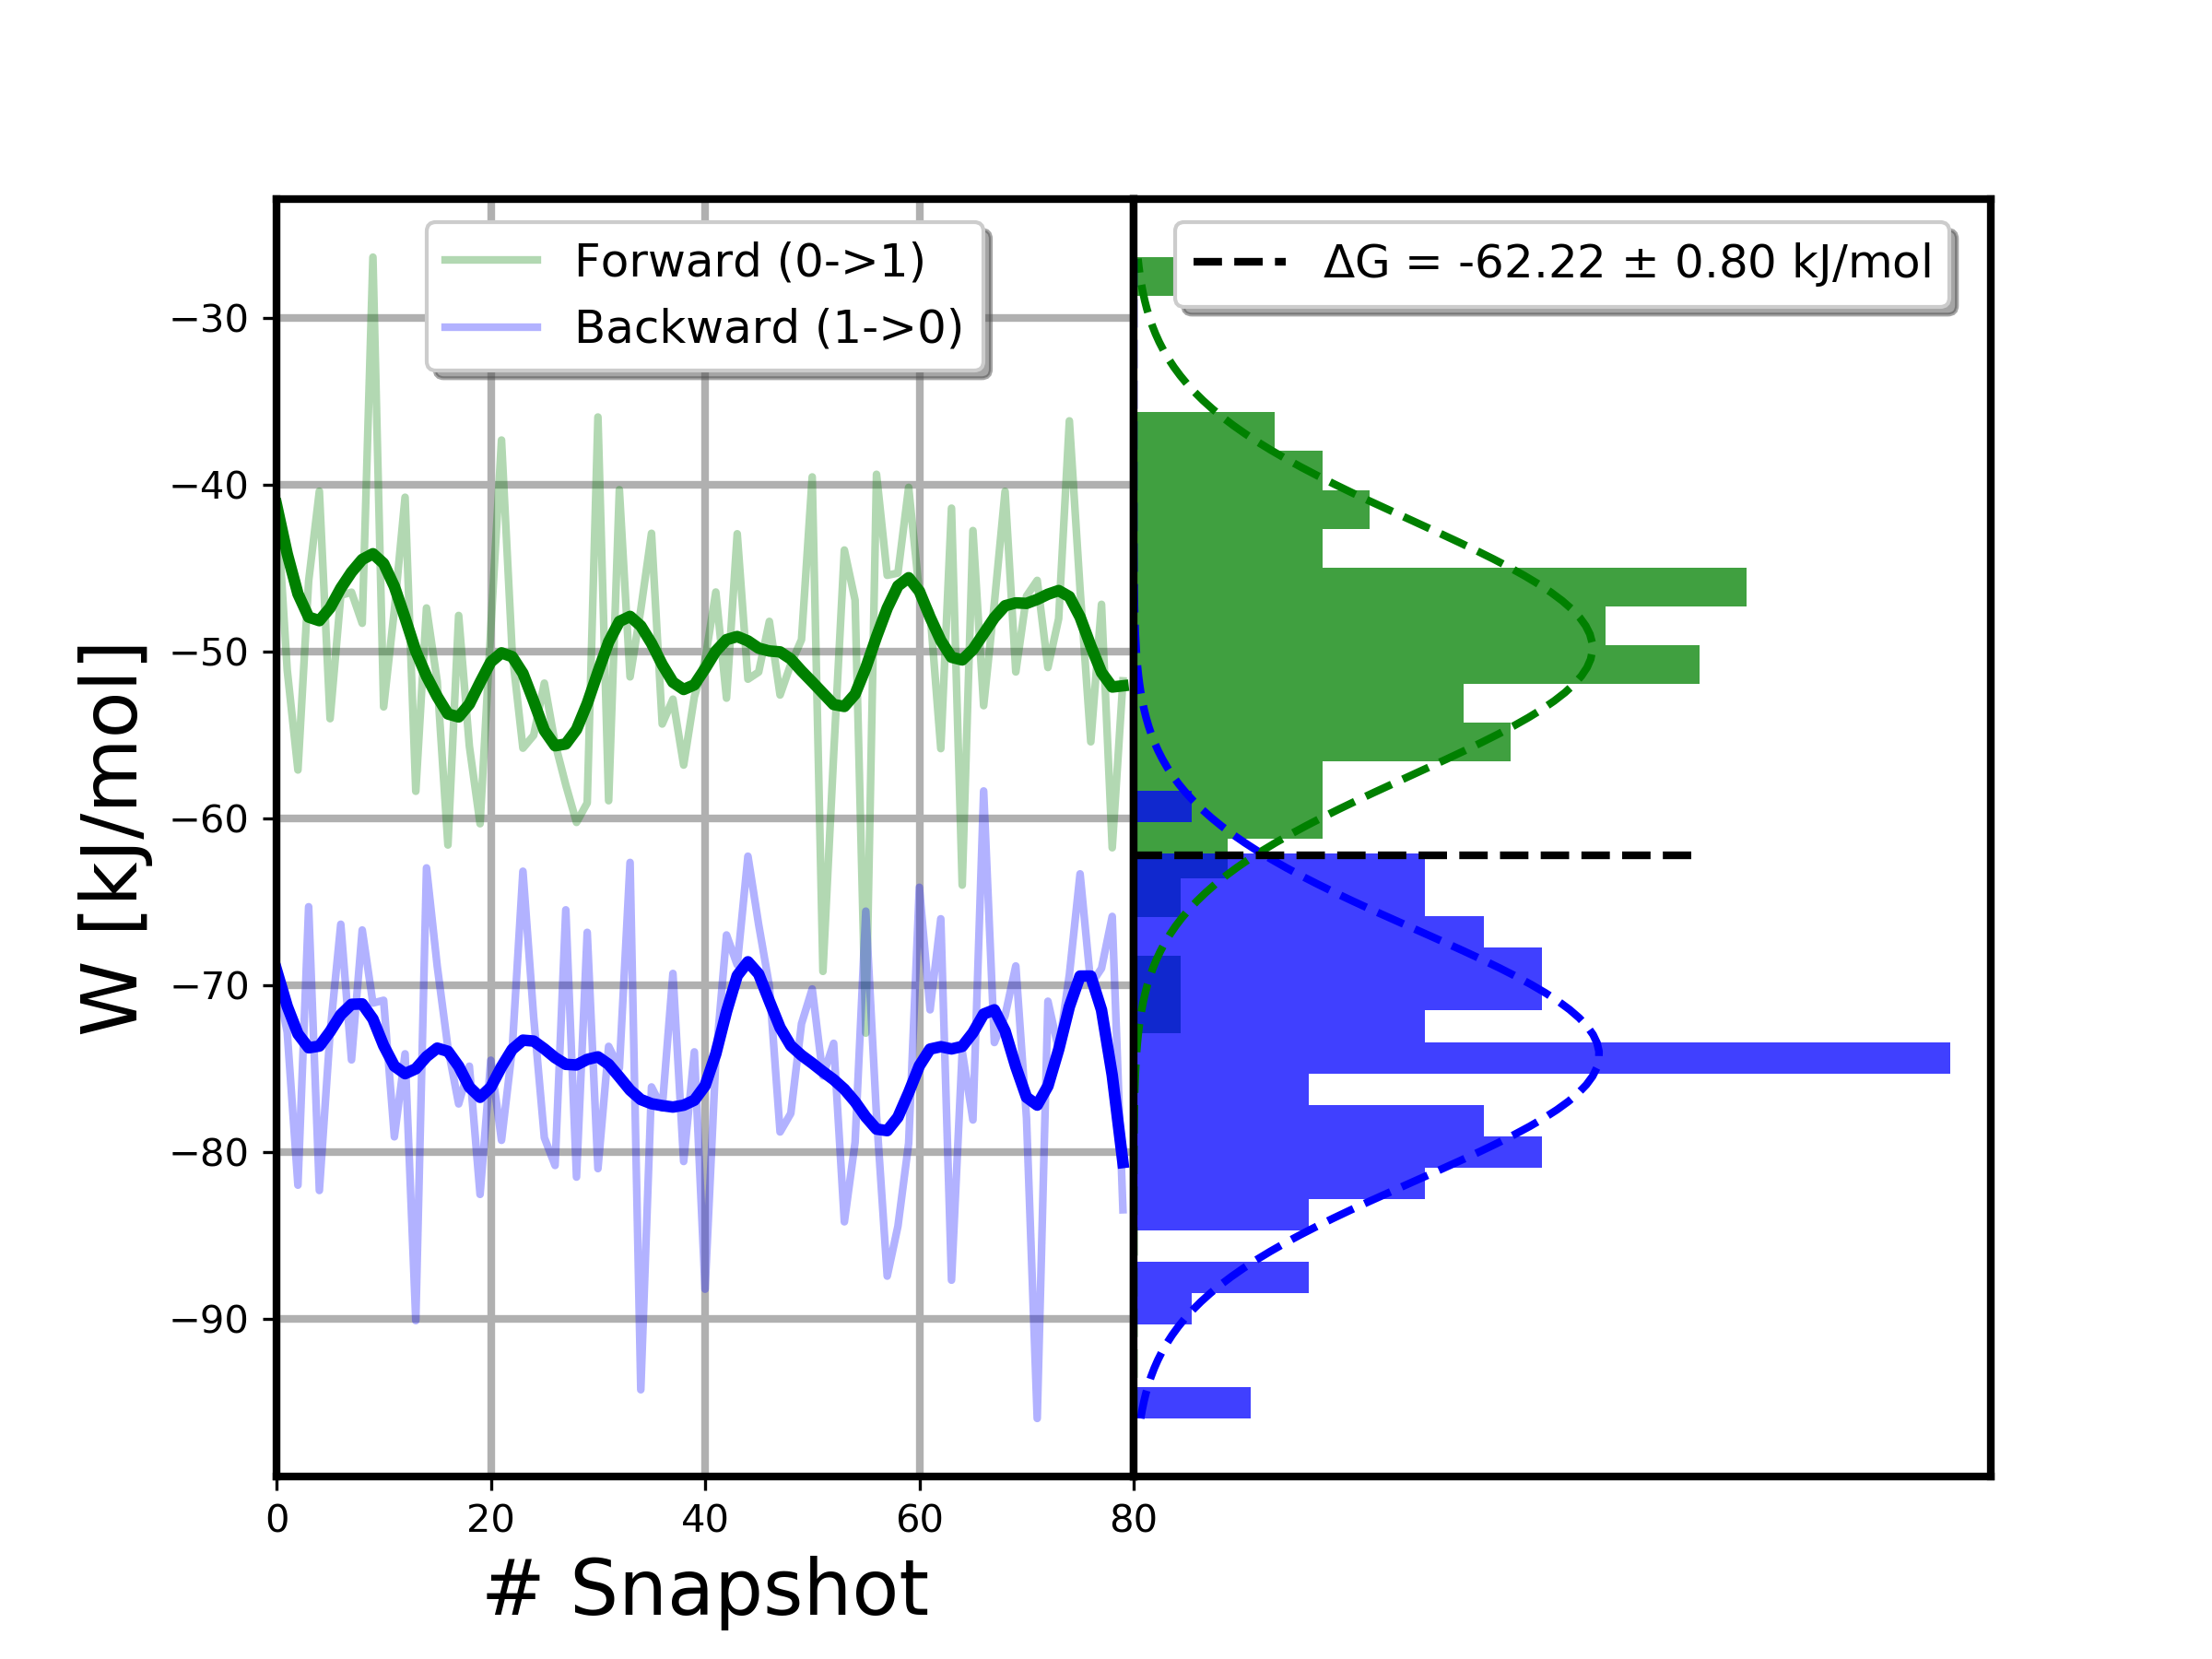 Forward (0->1)
Backward (1->0)
ΔG = -62.22 ± 0.80 kJ/mol
W [kJ/mol]
−30
−40
−50
−60
−70
−80
−90
0 20 40 60 80
# Snapshot